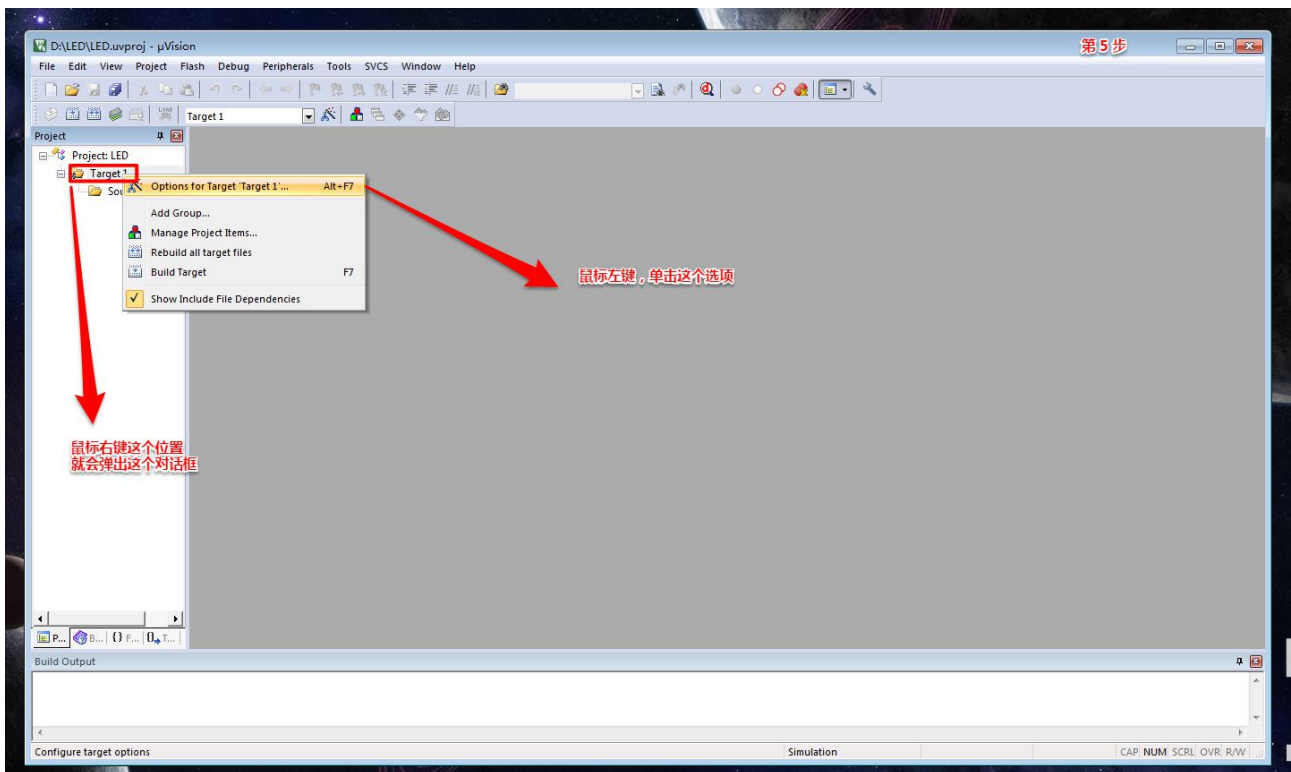 D:\LED\LED.uvproj - µVision
第5步
File Edit View Project Flash Debug Peripherals Tools SVCS Window Help
Target 1
Project
Project: LED
Target 1
Sou
Options for Target 'Target 1'... Alt+F7
Add Group...
Manage Project Items...
Rebuild all target files
Build Target F7
Show Include File Dependencies
鼠标左键，单击这个选项
鼠标右键这个位置
就会弹出这个对话框
P... B... {} F... 0 T...
Build Output
Configure target options Simulation CAP NUM SCRL OVR R/W